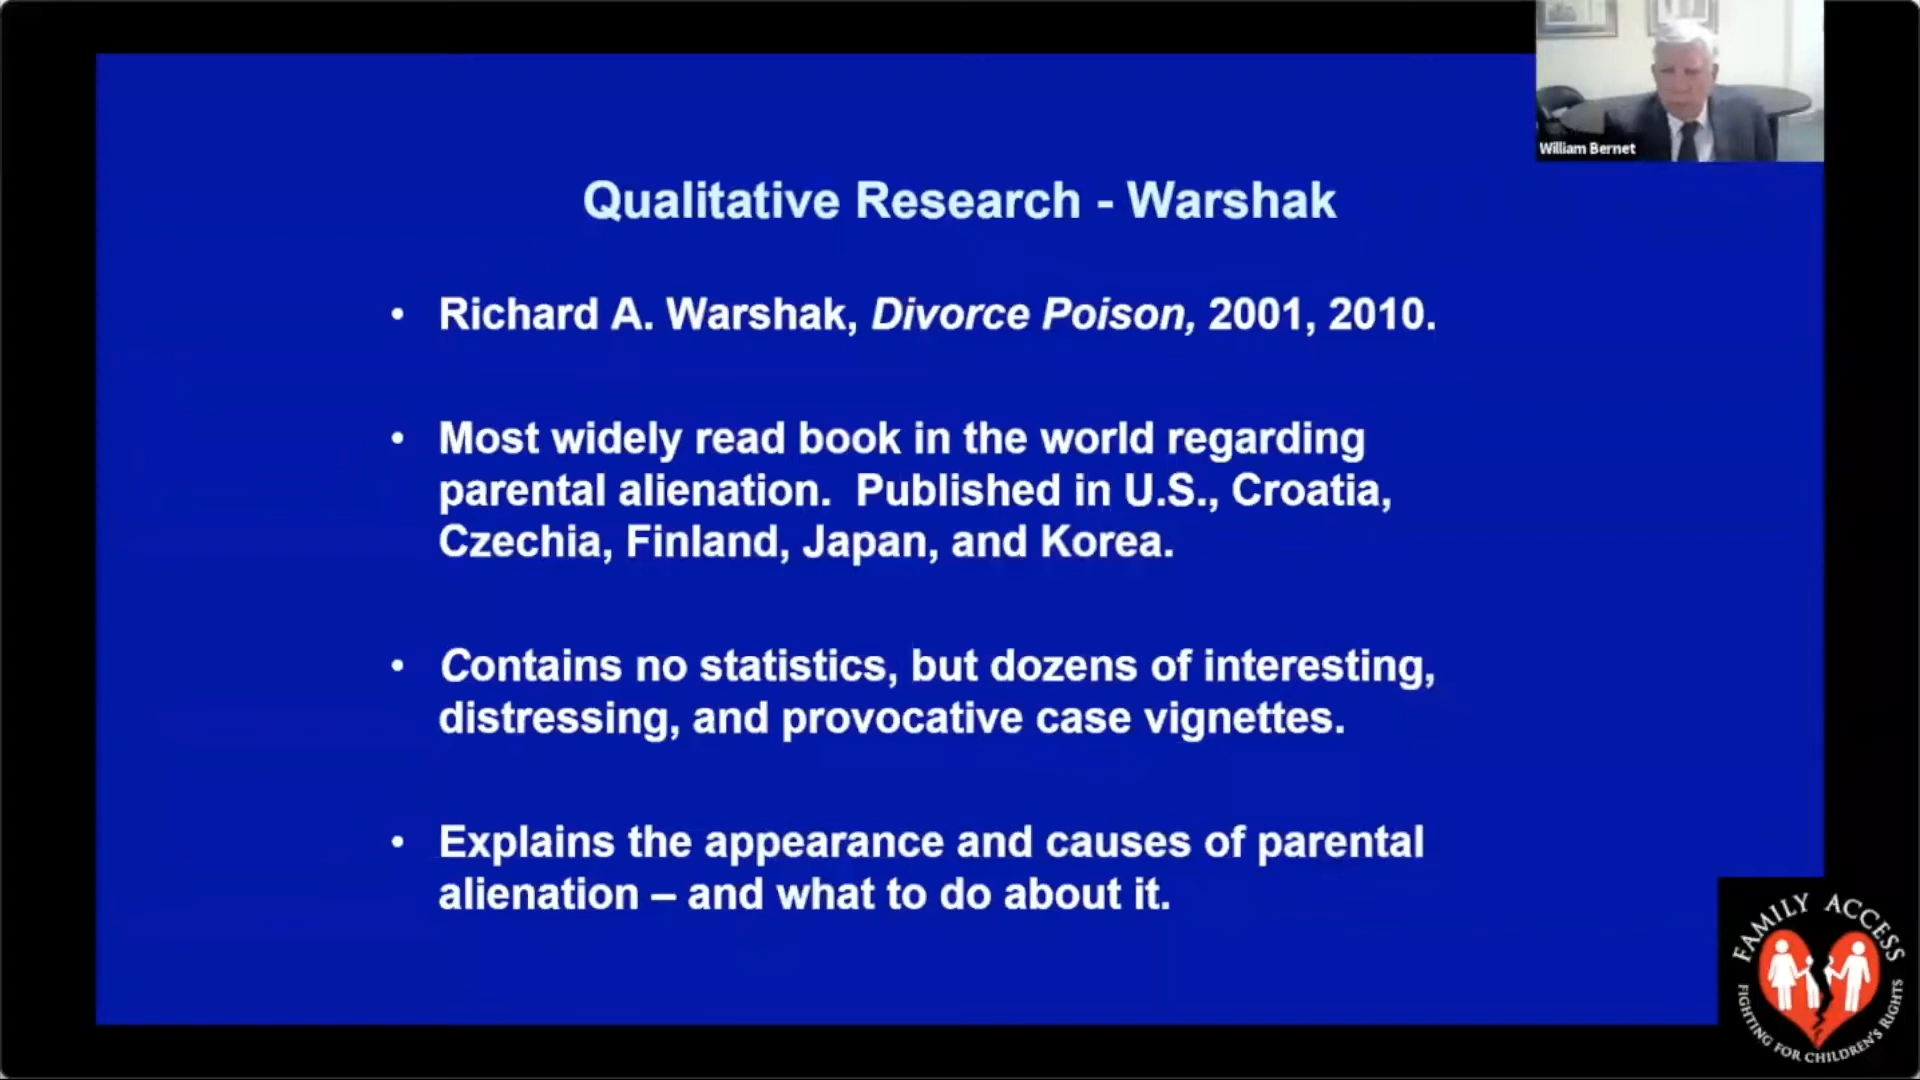 William Bernet
Qualitative Research - Warshak
• Richard A. Warshak, Divorce Poison, 2001, 2010.
• Most widely read book in the world regarding
parental alienation.  Published in U.S., Croatia,
Czechia, Finland, Japan, and Korea.
• Contains no statistics, but dozens of interesting,
distressing, and provocative case vignettes.
• Explains the appearance and causes of parental
alienation – and what to do about it.
FAMILY ACCESS
FIGHTING FOR CHILDREN'S RIGHTS